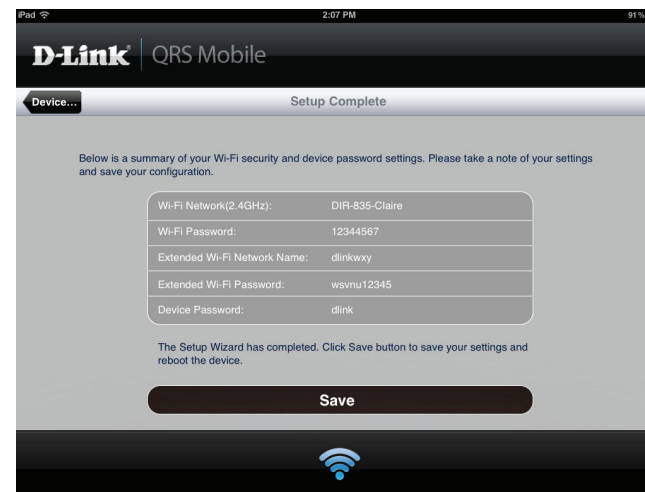 iPad 2:07 PM 91%
D-Link QRS Mobile
Device... Setup Complete
Below is a summary of your Wi-Fi security and device password settings. Please take a note of your settings
and save your configuration.
Wi-Fi Network(2.4GHz): DIR-835-Claire
Wi-Fi Password: 12344567
Extended Wi-Fi Network Name: dlinkwxy
Extended Wi-Fi Password: wsvnu12345
Device Password: dlink
The Setup Wizard has completed. Click Save button to save your settings and
reboot the device.
Save